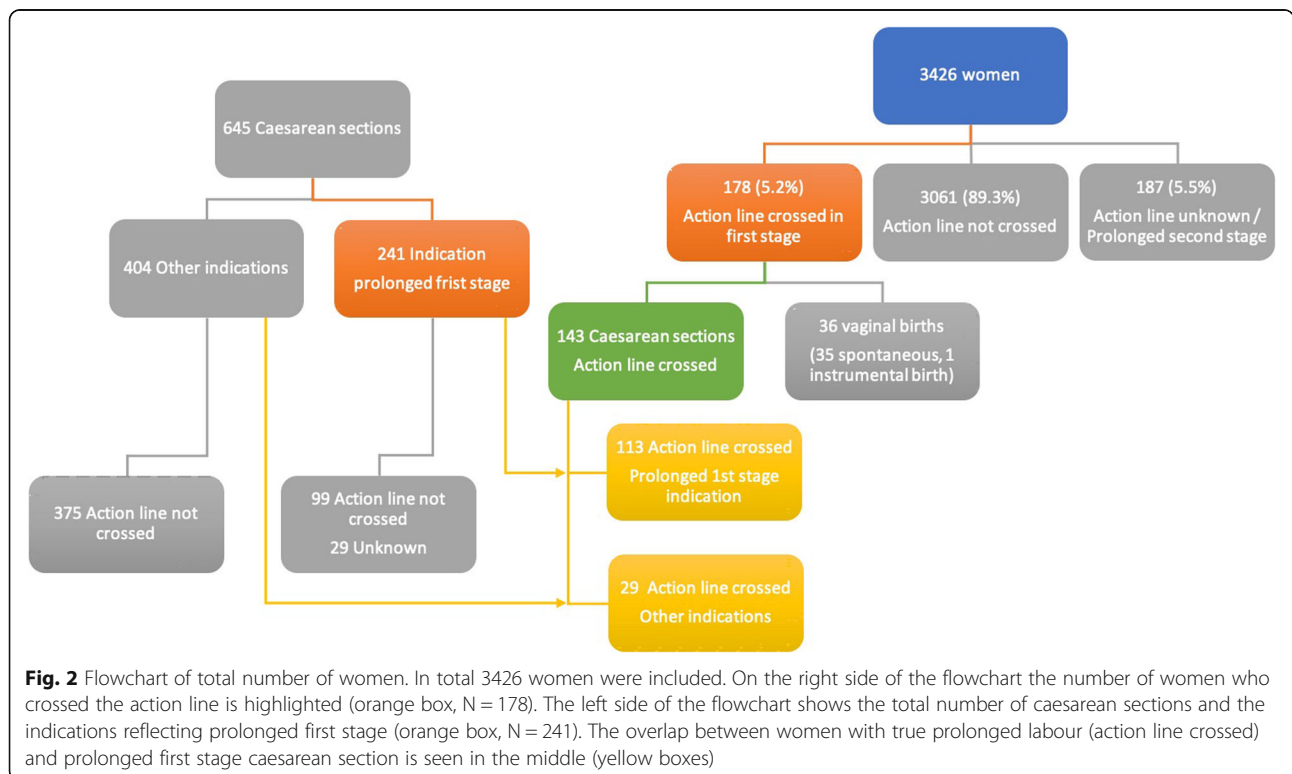 3426 women
645 Caesarean sections
178 (5.2%)
Action line crossed in
first stage
3061 (89.3%)
Action line not crossed
187 (5.5%)
Action line unknown /
Prolonged second stage
404 Other indications
241 Indication
prolonged frist stage
143 Caesarean sections
Action line crossed
36 vaginal births
(35 spontaneous, 1
instrumental birth)
113 Action line crossed
Prolonged 1st stage
indication
375 Action line not
crossed
99 Action line not
crossed
29 Unknown
29 Action line crossed
Other indications
Fig. 2 Flowchart of total number of women. In total 3426 women were included. On the right side of the flowchart the number of women who
crossed the action line is highlighted (orange box, N = 178). The left side of the flowchart shows the total number of caesarean sections and the
indications reflecting prolonged first stage (orange box, N = 241). The overlap between women with true prolonged labour (action line crossed)
and prolonged first stage caesarean section is seen in the middle (yellow boxes)